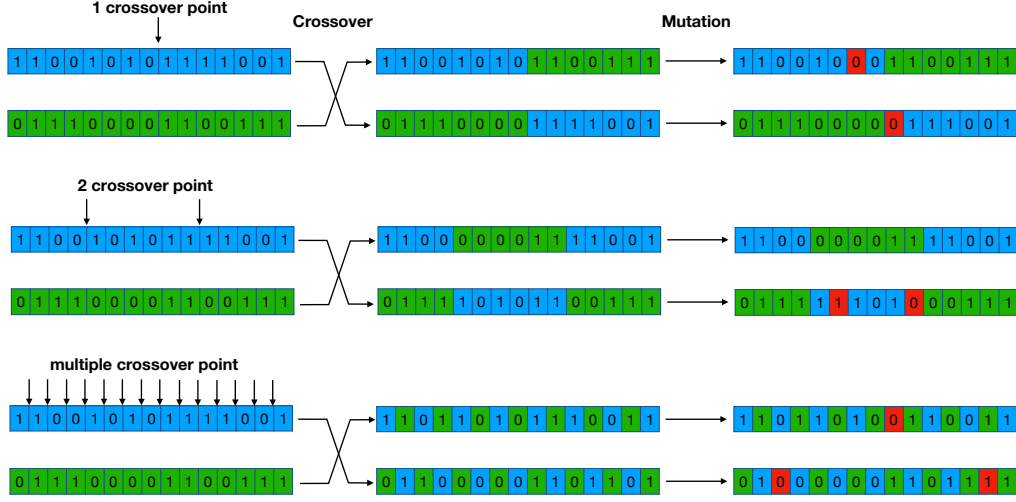 1 crossover point
Crossover
Mutation
1 1 0 0 1 0 1 0 1 1 1 1 0 0 1
1 1 0 0 1 0 1 0 1 1 0 0 1 1 1
1 1 0 0 1 0 0 0 1 1 0 0 1 1 1
0 1 1 1 0 0 0 0 1 1 0 0 1 1 1
0 1 1 1 0 0 0 0 1 1 1 1 0 0 1
0 1 1 1 0 0 0 0 0 1 1 1 0 0 1
2 crossover point
1 1 0 0 1 0 1 0 1 1 1 1 0 0 1
1 1 0 0 0 0 0 0 1 1 1 1 0 0 1
1 1 0 0 0 0 0 0 1 1 1 1 0 0 1
0 1 1 1 0 0 0 0 1 1 0 0 1 1 1
0 1 1 1 1 0 1 0 1 1 0 0 1 1 1
0 1 1 1 1 1 1 0 1 0 0 0 1 1 1
multiple crossover point
1 1 0 0 1 0 1 0 1 1 1 1 0 0 1
1 1 0 1 1 0 1 0 1 1 1 0 0 1 1
1 1 0 1 1 0 1 0 0 1 1 0 0 1 1
0 1 1 1 0 0 0 0 1 1 0 0 1 1 1
0 1 1 0 0 0 0 0 1 1 0 1 1 0 1
0 1 0 0 0 0 0 0 1 1 0 1 1 1 1